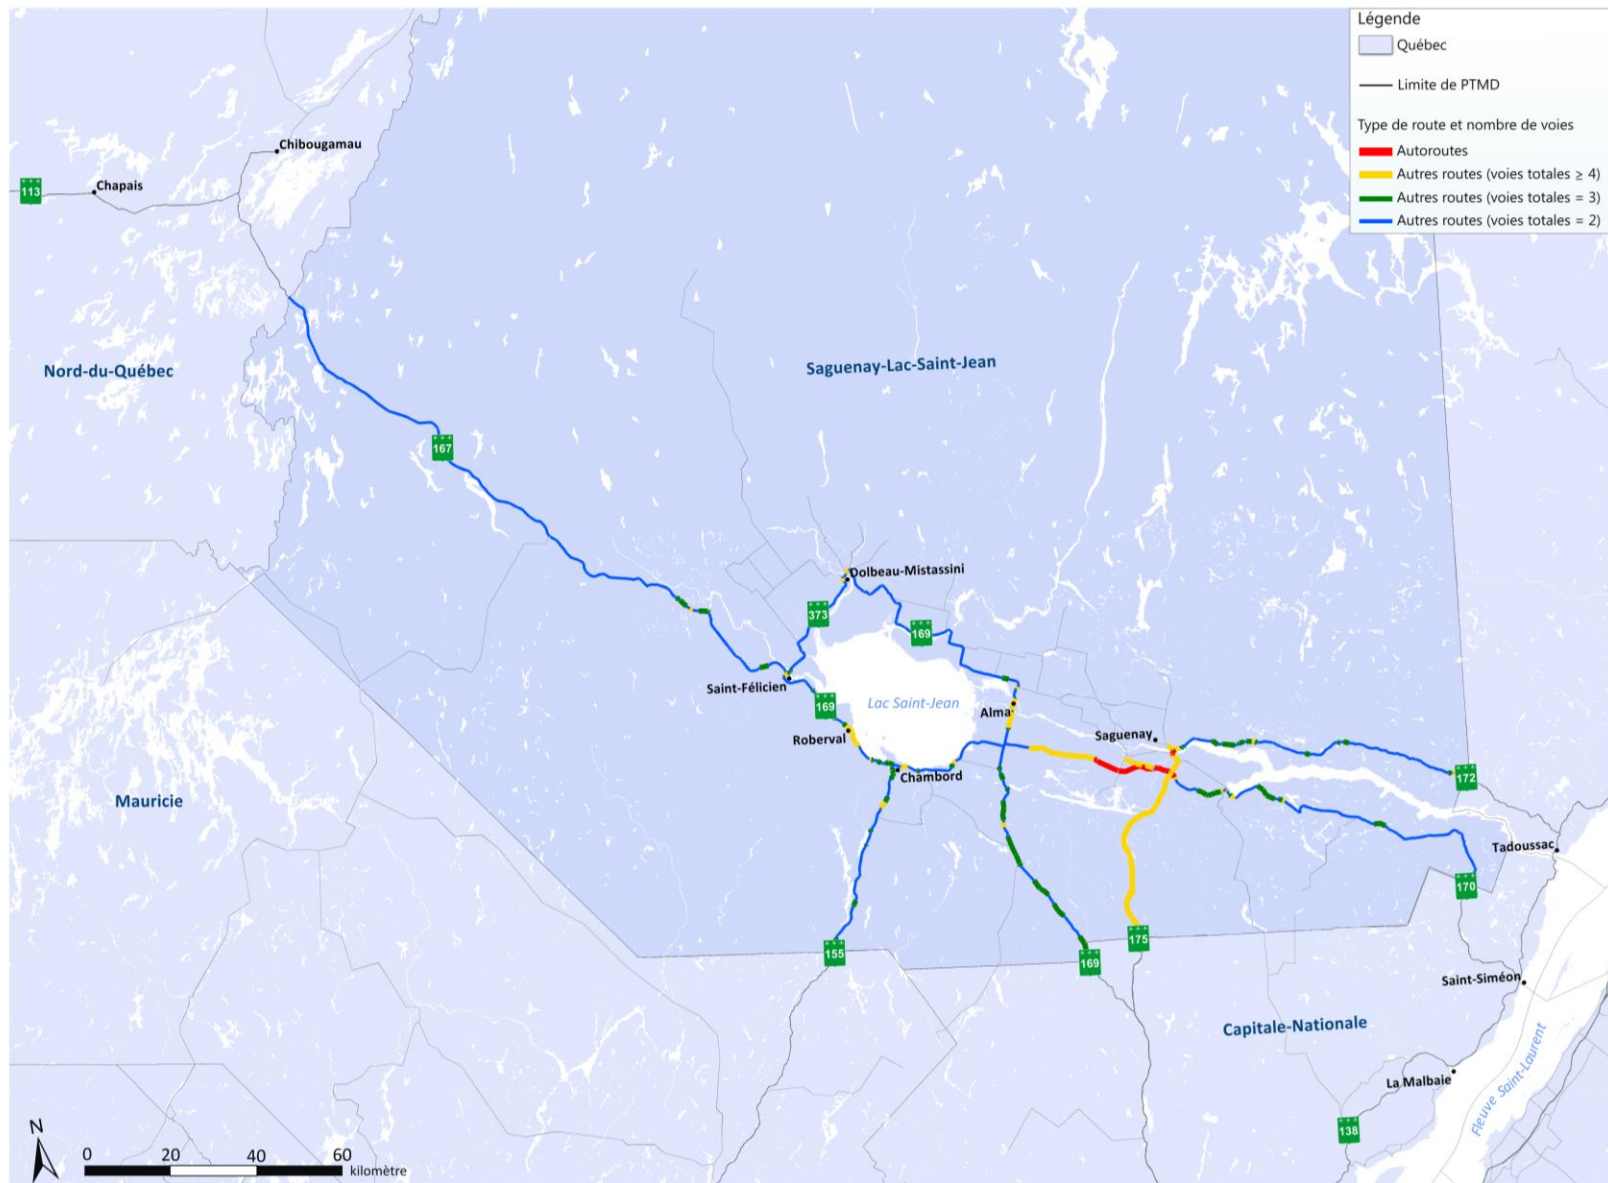 Légende
Québec
Limite de PTMD
Type de route et nombre de voies
Autoroutes
Autres routes (voies totales ≥ 4)
Autres routes (voies totales = 3)
Autres routes (voies totales = 2)
Chibougamau
113
Chapais
Nord-du-Québec
Saguenay-Lac-Saint-Jean
167
Dolbeau-Mistassini
373
169
Saint-Félicien
169
Lac Saint-Jean
Alma
Roberval
Saguenay
Chambord
172
Mauricie
Tadoussac
170
155
175
169
Saint-Siméon
Capitale-Nationale
La Malbaie
Fleuve Saint-Laurent
138
N
0 20 40 60
kilomètre